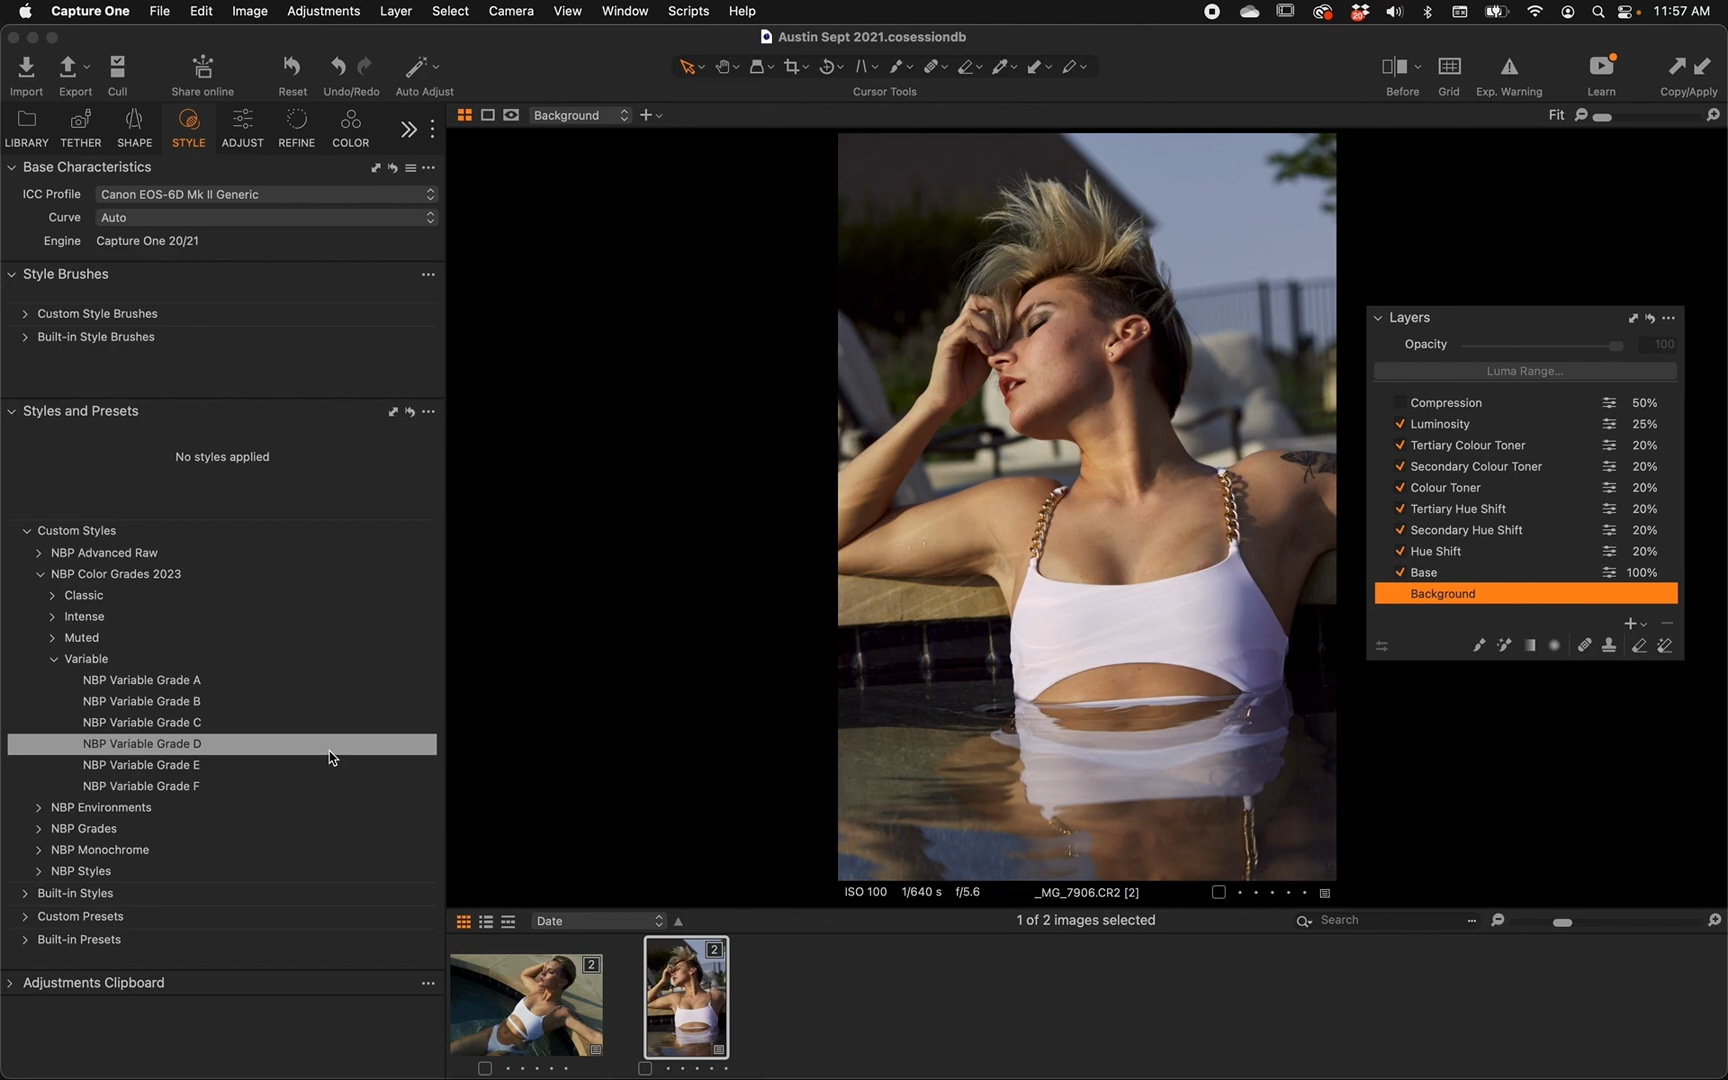 Capture One File Edit Image Adjustments Layer Select Camera View Window Scripts Help 11:57 AM
Austin Sept 2021.cosessiondb
Import Export Cull Share online Reset Undo/Redo Auto Adjust Cursor Tools Before Grid Exp. Warning Learn Copy/Apply
LIBRARY TETHER SHAPE STYLE ADJUST REFINE COLOR
Background
Fit
Base Characteristics
ICC Profile Canon EOS-6D Mk II Generic
Curve Auto
Engine Capture One 20/21
Style Brushes
Custom Style Brushes
Built-in Style Brushes
Styles and Presets
No styles applied
Custom Styles
NBP Advanced Raw
NBP Color Grades 2023
Classic
Intense
Muted
Variable
NBP Variable Grade A
NBP Variable Grade B
NBP Variable Grade C
NBP Variable Grade D
NBP Variable Grade E
NBP Variable Grade F
NBP Environments
NBP Grades
NBP Monochrome
NBP Styles
Built-in Styles
Custom Presets
Built-in Presets
Adjustments Clipboard
Layers
Opacity 100
Luma Range...
Compression 50%
Luminosity 25%
Tertiary Colour Toner 20%
Secondary Colour Toner 20%
Colour Toner 20%
Tertiary Hue Shift 20%
Secondary Hue Shift 20%
Hue Shift 20%
Base 100%
Background
ISO 100 1/640 s f/5.6 _MG_7906.CR2 [2]
Date 1 of 2 images selected Search
2
2